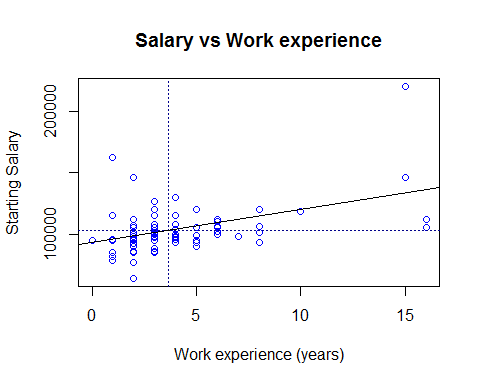 Salary vs Work experience
Starting Salary
200000
100000
0 5 10 15
Work experience (years)